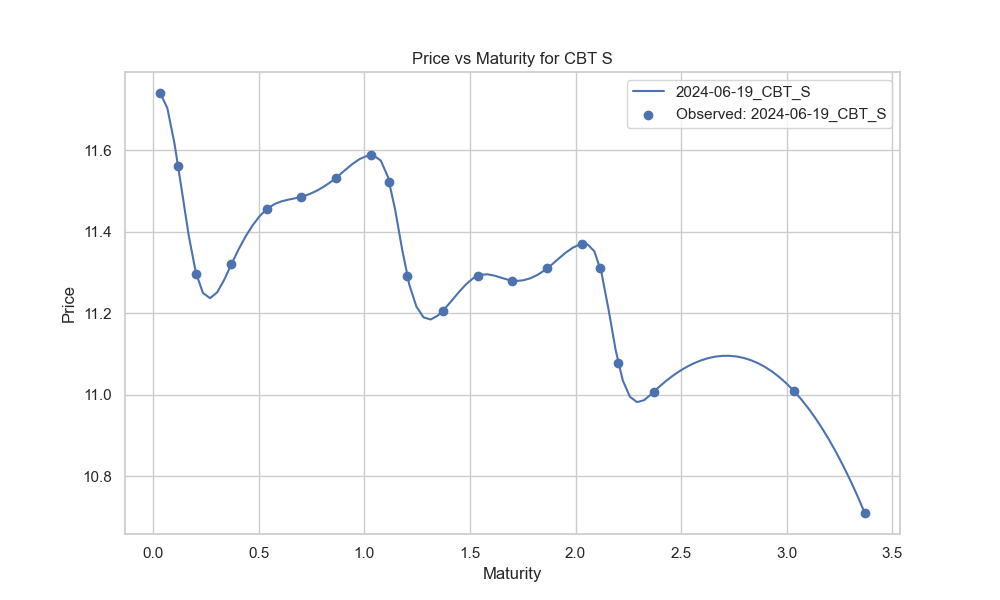 Price vs Maturity for CBT S
2024-06-19_CBT_S
Observed: 2024-06-19_CBT_S
Price
11.6
11.4
11.2
11.0
10.8
0.0 0.5 1.0 1.5 2.0 2.5 3.0 3.5
Maturity